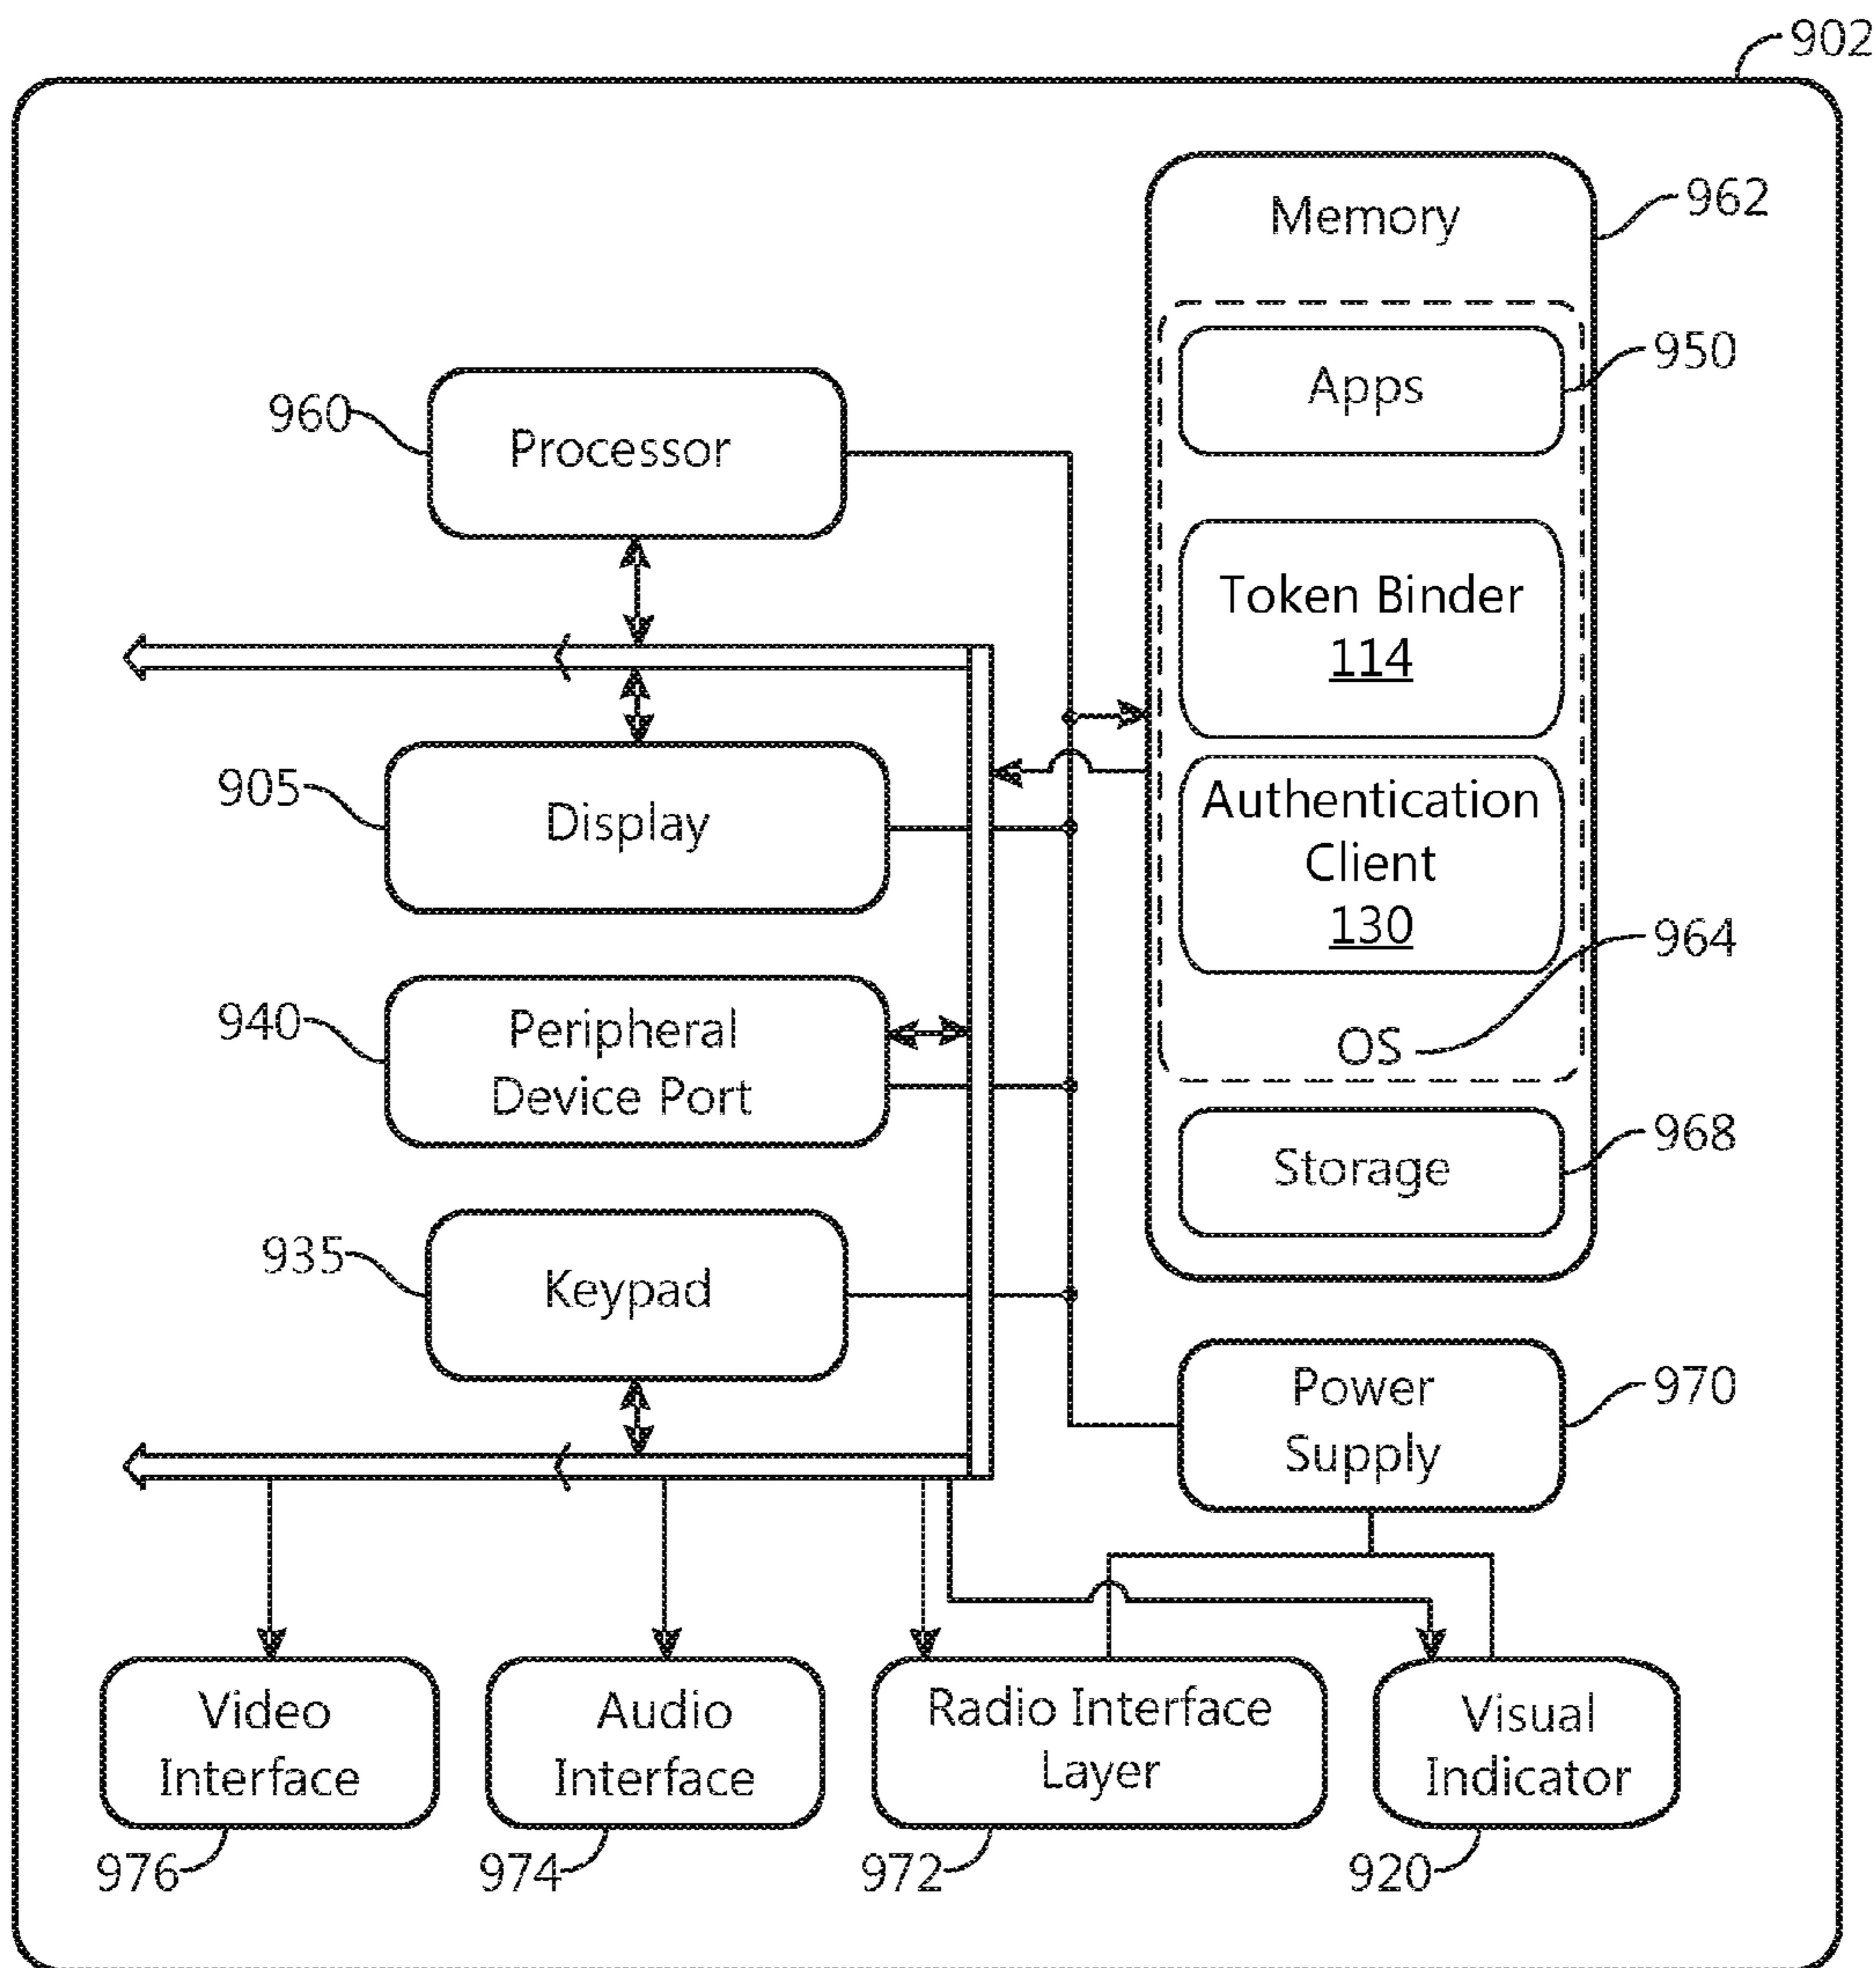 902
Memory
962
Apps
950
960
Processor
Token Binder
114
905
Display
Authentication
Client
130
964
940
Peripheral
Device Port
OS
Storage
968
935
Keypad
Power
Supply
970
Video
Interface
Audio
Interface
Radio Interface
Layer
Visual
Indicator
976
974
972
920